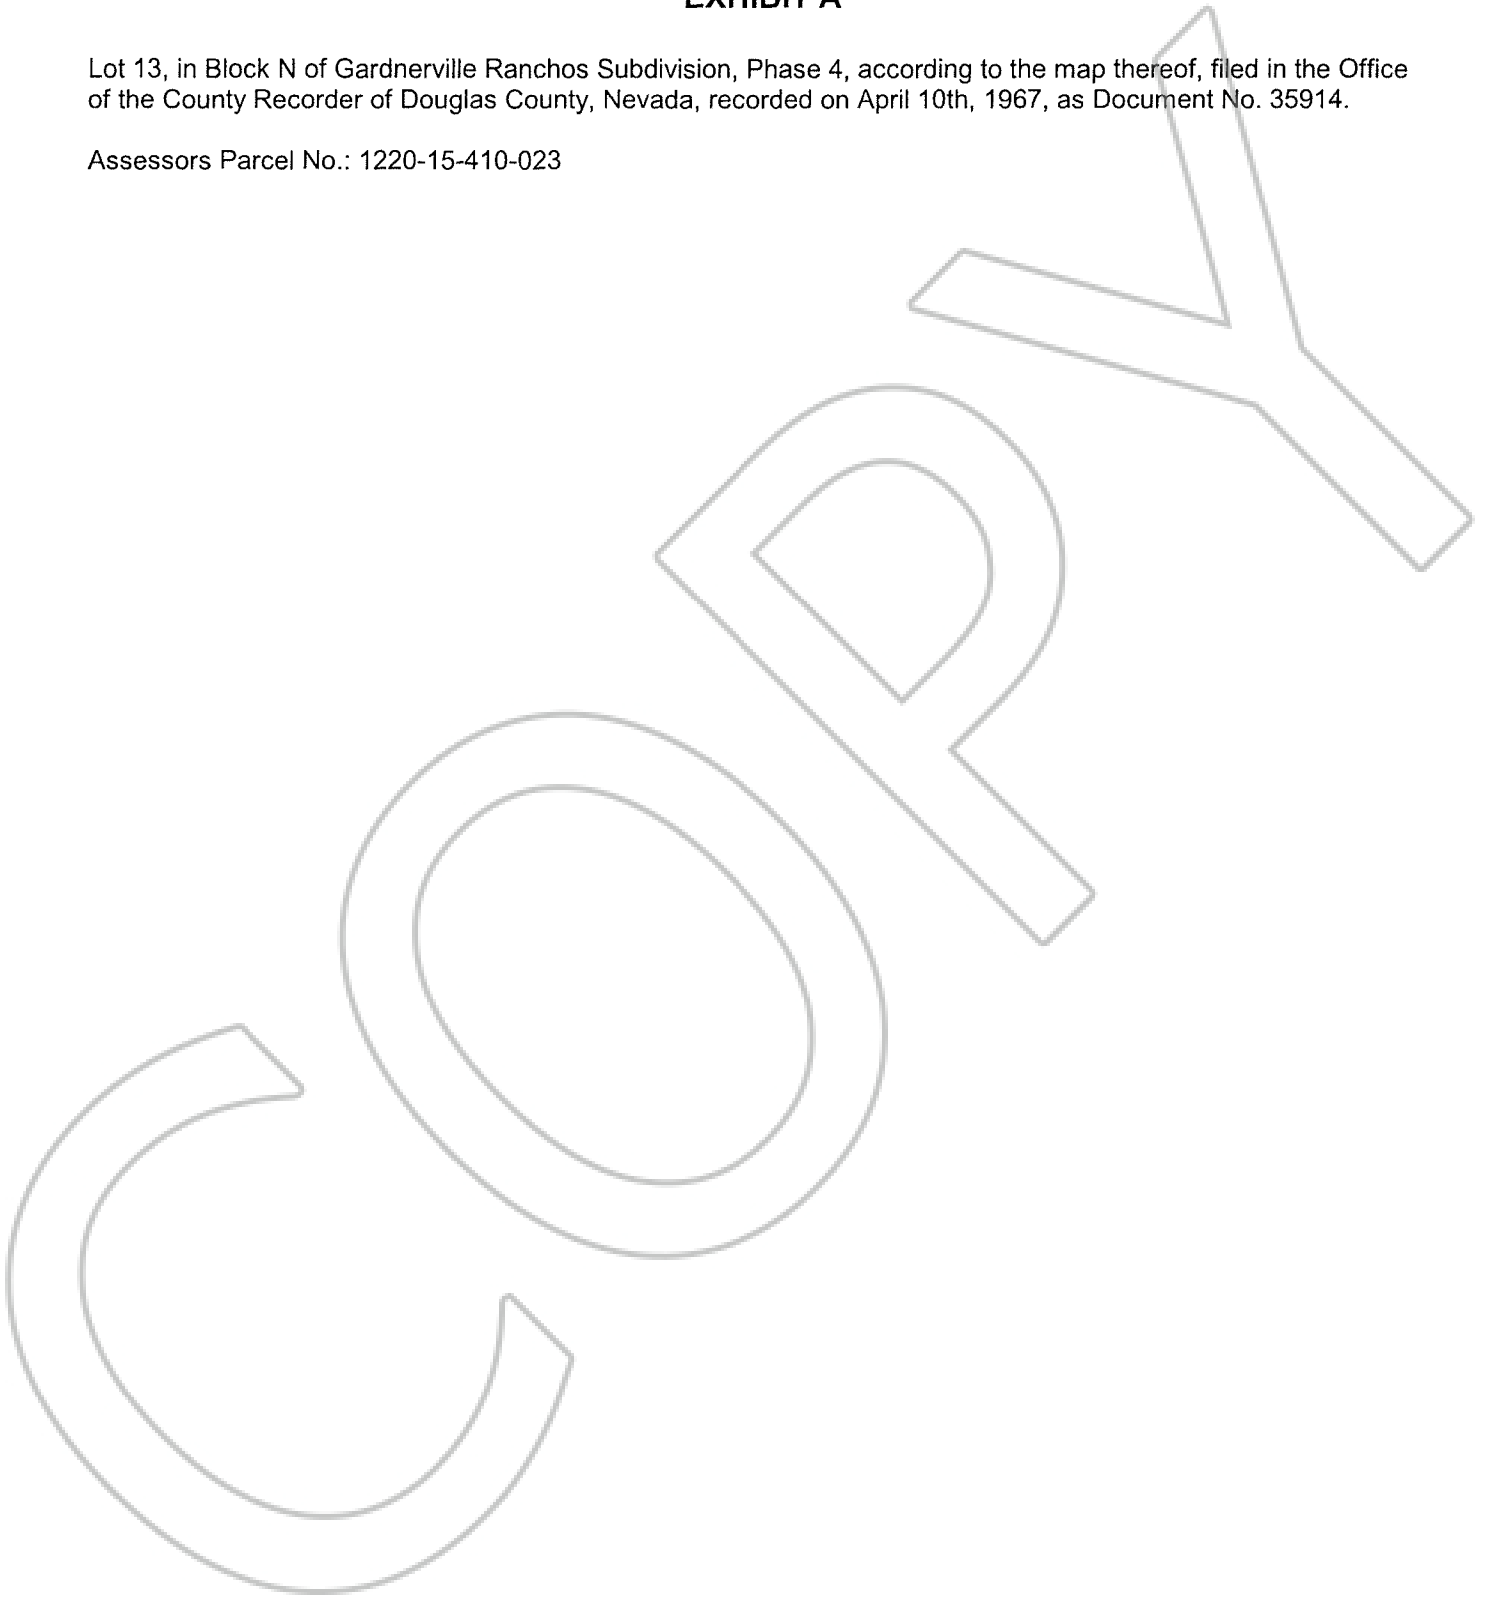 EXHIBIT A
Lot 13, in Block N of Gardnerville Ranchos Subdivision, Phase 4, according to the map thereof, filed in the Office
of the County Recorder of Douglas County, Nevada, recorded on April 10th, 1967, as Document No. 35914.
Assessors Parcel No.: 1220-15-410-023
COPY